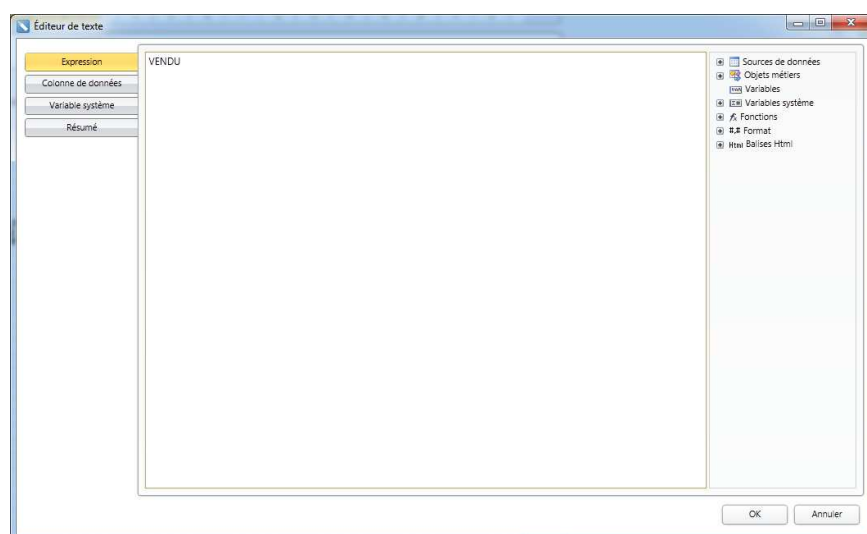 Éditeur de texte
Expression
Colonne de données
Variable système
Résumé
VENDU
Sources de données
Objets métiers
Variables
Variables système
Fonctions
#,# Format
Html Balises Html
OK
Annuler